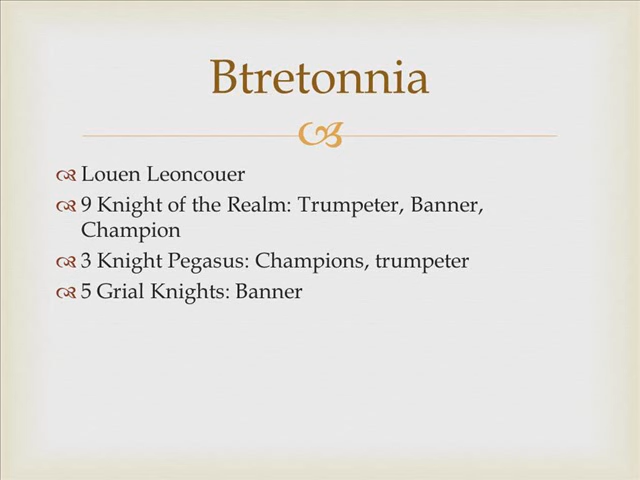 Btretonnia
Louen Leoncouer
9 Knight of the Realm: Trumpeter, Banner,
Champion
3 Knight Pegasus: Champions, trumpeter
5 Grial Knights: Banner